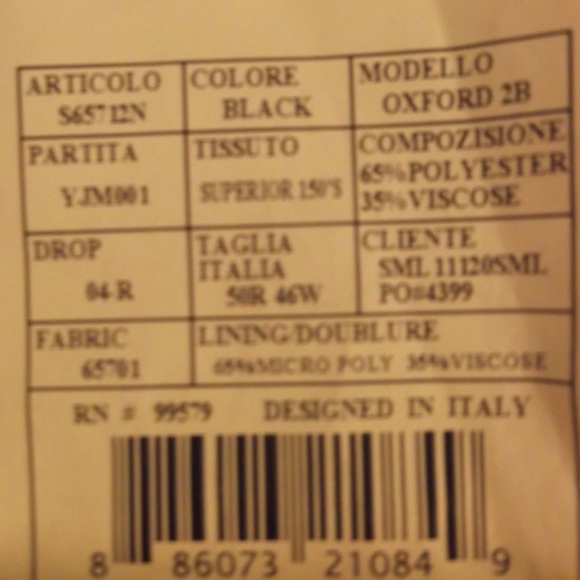 ARTICOLO
S65712N
COLORE
BLACK
MODELLO
OXFORD 2B
PARTITA
YJM001
TISSUTO
SUPERIOR 150'S
COMPOZISIONE
65%POLYESTER
35%VISCOSE
DROP
04-R
TAGLIA
ITALIA
50R 46W
CLIENTE
SML11120SML
PO#4399
FABRIC
65701
LINING/DOUBLURE
65%MICRO POLY 35%VISCOSE
RN # 99579 DESIGNED IN ITALY
8 86073 21084 9